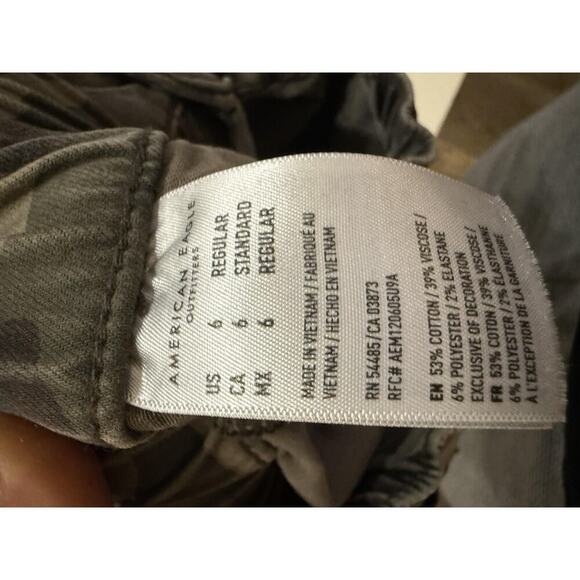 AMERICAN EAGLE
OUTFITTERS
US 6 REGULAR
CA 6 STANDARD
MX 6 REGULAR
MADE IN VIETNAM / FABRIQUE AU
VIETNAM / HECHO EN VIETNAM
RN 54485 / CA 03873
RFC# AEM120605U9A
EN 53% COTTON / 39% VISCOSE /
6% POLYESTER / 2% ELASTANE
EXCLUSIVE OF DECORATION
FR 53% COTON / 39% VISCOSE /
6% POLYESTER / 2% ÉLASTHANNE
À L'EXCEPTION DE LA GARNITURE